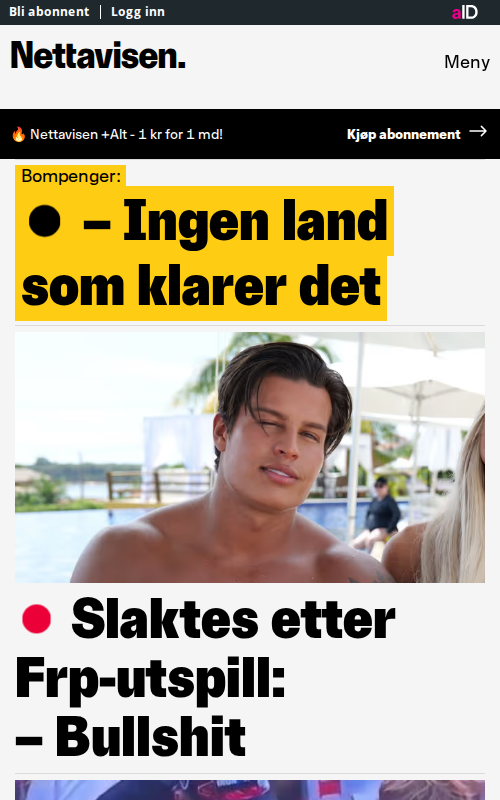 Bli abonnent | Logg inn
aID
Nettavisen.
Meny
🔥 Nettavisen +Alt - 1 kr for 1 md!
Kjøp abonnement →
Bompenger:
● – Ingen land
som klarer det
● Slaktes etter
Frp-utspill:
– Bullshit